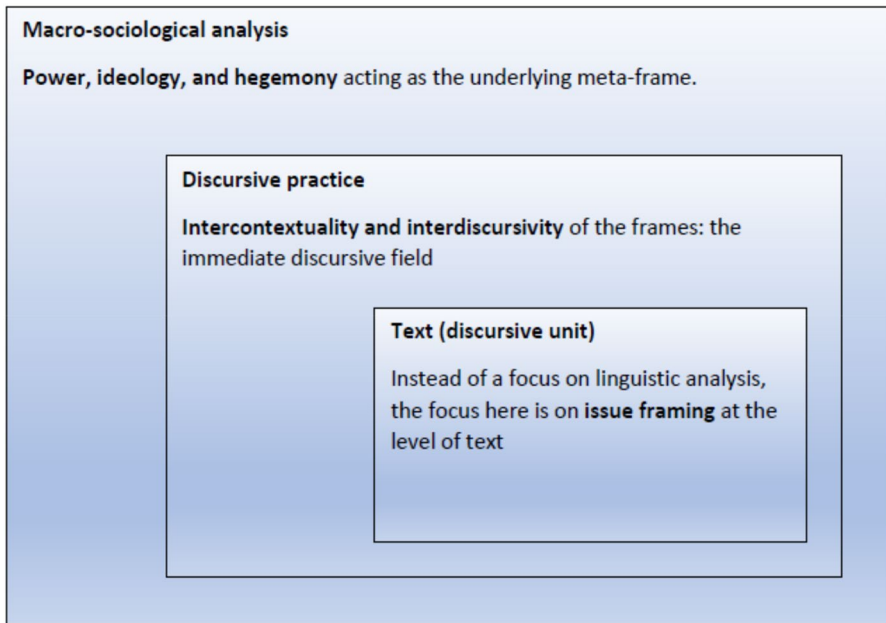 Macro-sociological analysis
Power, ideology, and hegemony acting as the underlying meta-frame.
Discursive practice
Intercontextuality and interdiscursivity of the frames: the
immediate discursive field
Text (discursive unit)
Instead of a focus on linguistic analysis,
the focus here is on issue framing at the
level of text